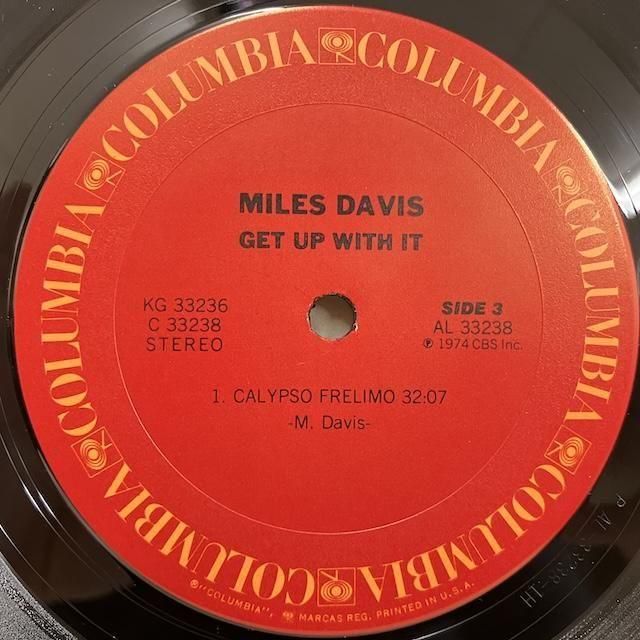 COLUMBIA COLUMBIA COLUMBIA COLUMBIA COLUMBIA COLUMBIA
MILES DAVIS
GET UP WITH IT
KG 33236
C 33238
STEREO
SIDE 3
AL 33238
℗ 1974 CBS Inc.
1. CALYPSO FRELIMO 32:07
-M. Davis-
®"COLUMBIA", MARCAS REG. PRINTED IN U.S.A.